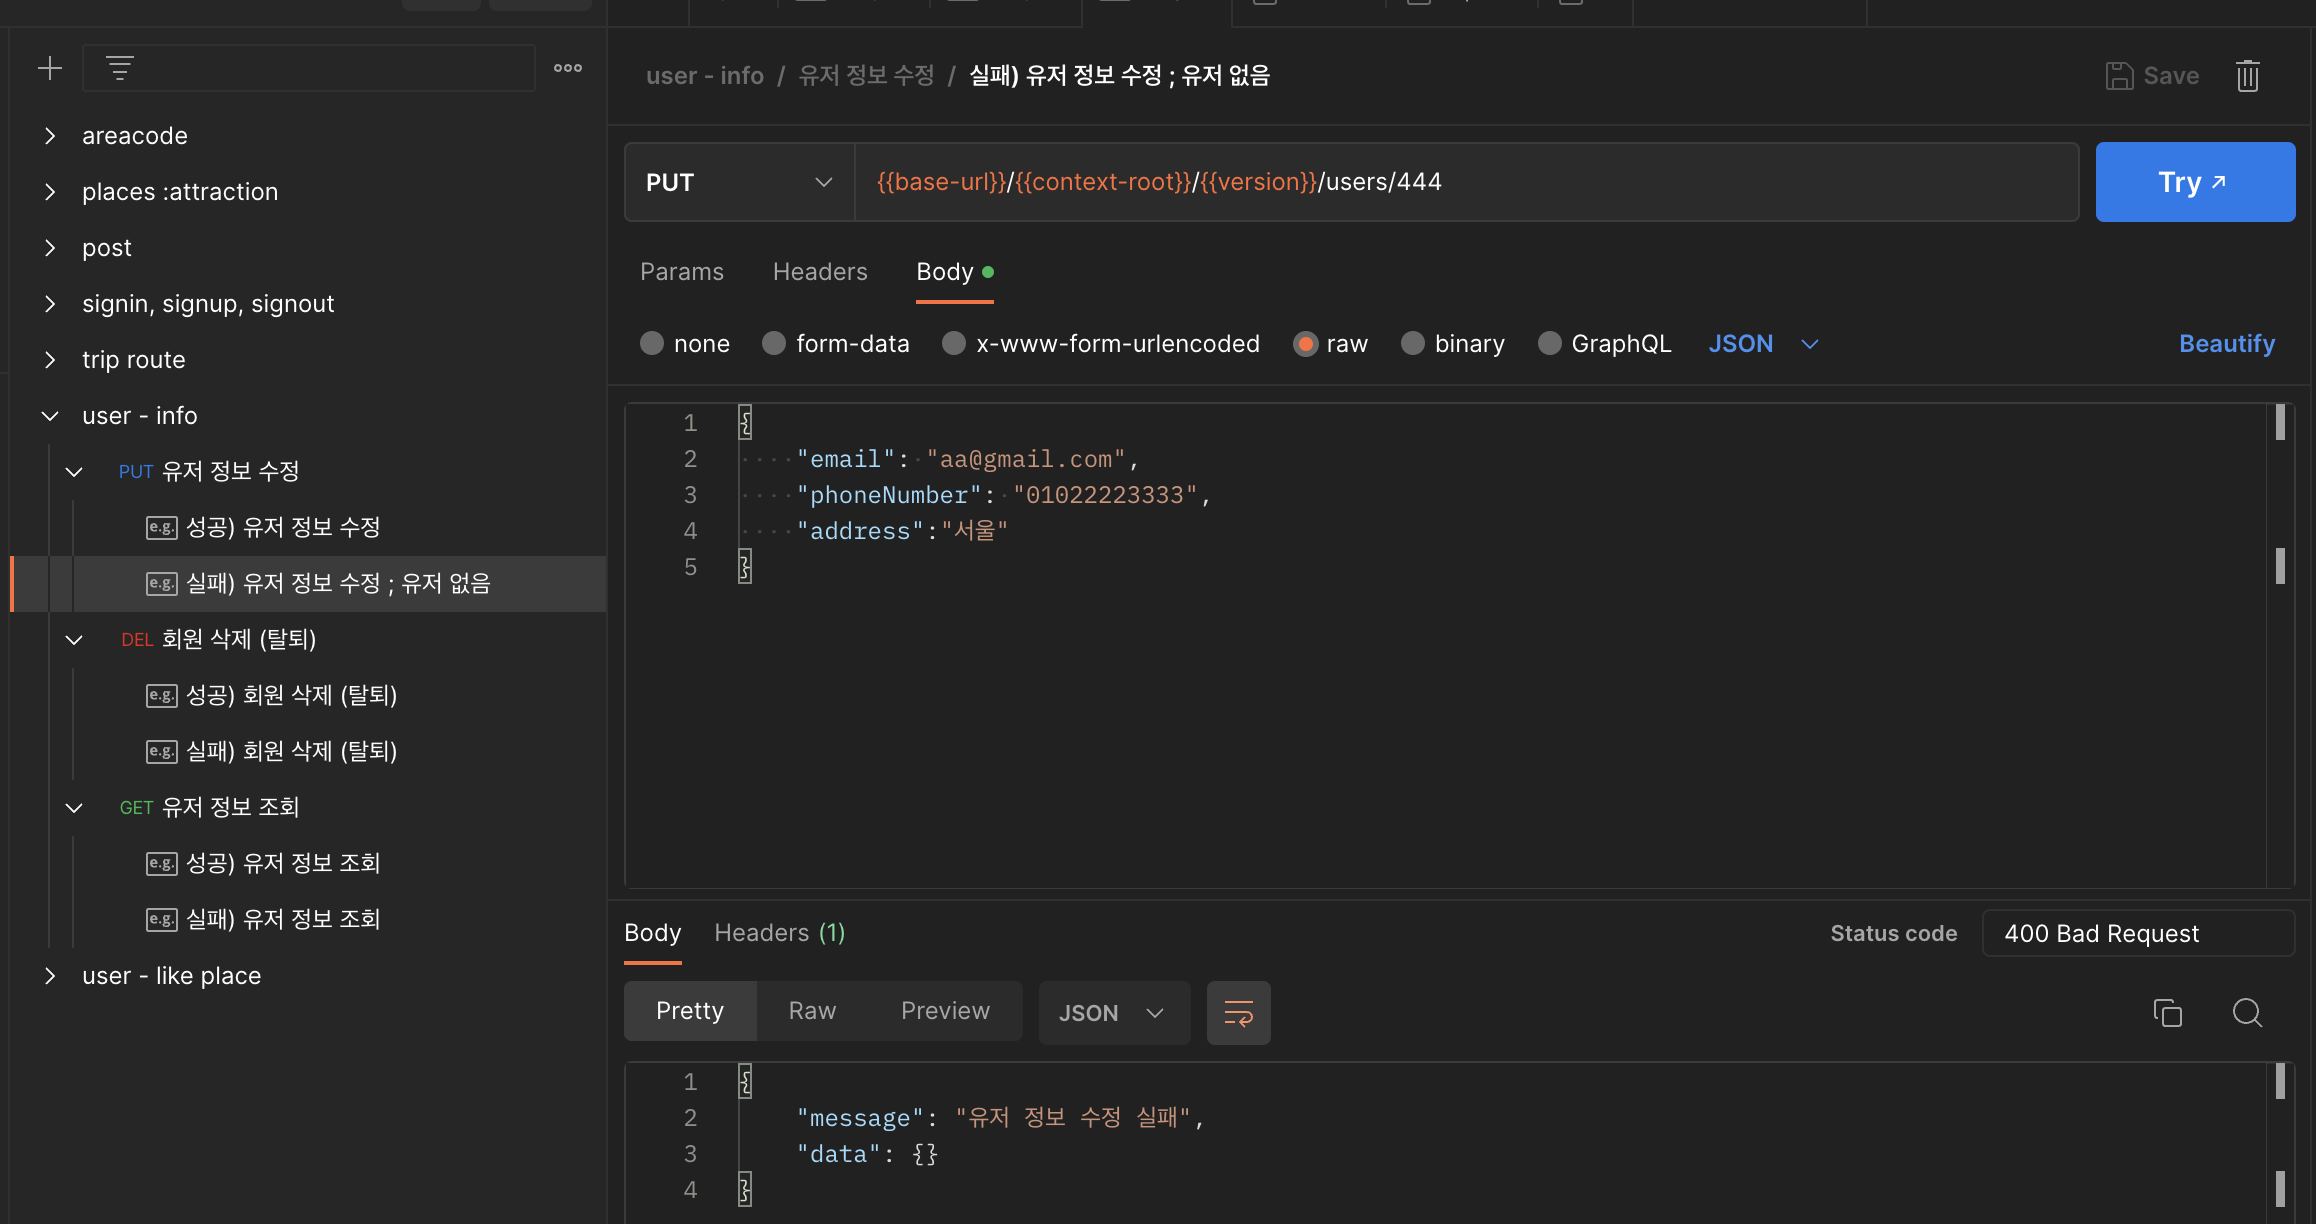 areacode
places :attraction
post
signin, signup, signout
trip route
user - info
PUT 유저 정보 수정
e.g. 성공) 유저 정보 수정
e.g. 실패) 유저 정보 수정 ; 유저 없음
DEL 회원 삭제 (탈퇴)
e.g. 성공) 회원 삭제 (탈퇴)
e.g. 실패) 회원 삭제 (탈퇴)
GET 유저 정보 조회
e.g. 성공) 유저 정보 조회
e.g. 실패) 유저 정보 조회
user - like place
user - info / 유저 정보 수정 / 실패) 유저 정보 수정 ; 유저 없음
Save
PUT {{base-url}}/{{context-root}}/{{version}}/users/444 Try
Params Headers Body
none form-data x-www-form-urlencoded raw binary GraphQL JSON Beautify
1 {
2 "email": "aa@gmail.com",
3 "phoneNumber": "01022223333",
4 "address":"서울"
5 }
Body Headers (1) Status code 400 Bad Request
Pretty Raw Preview JSON
1 {
2 "message": "유저 정보 수정 실패",
3 "data": {}
4 }